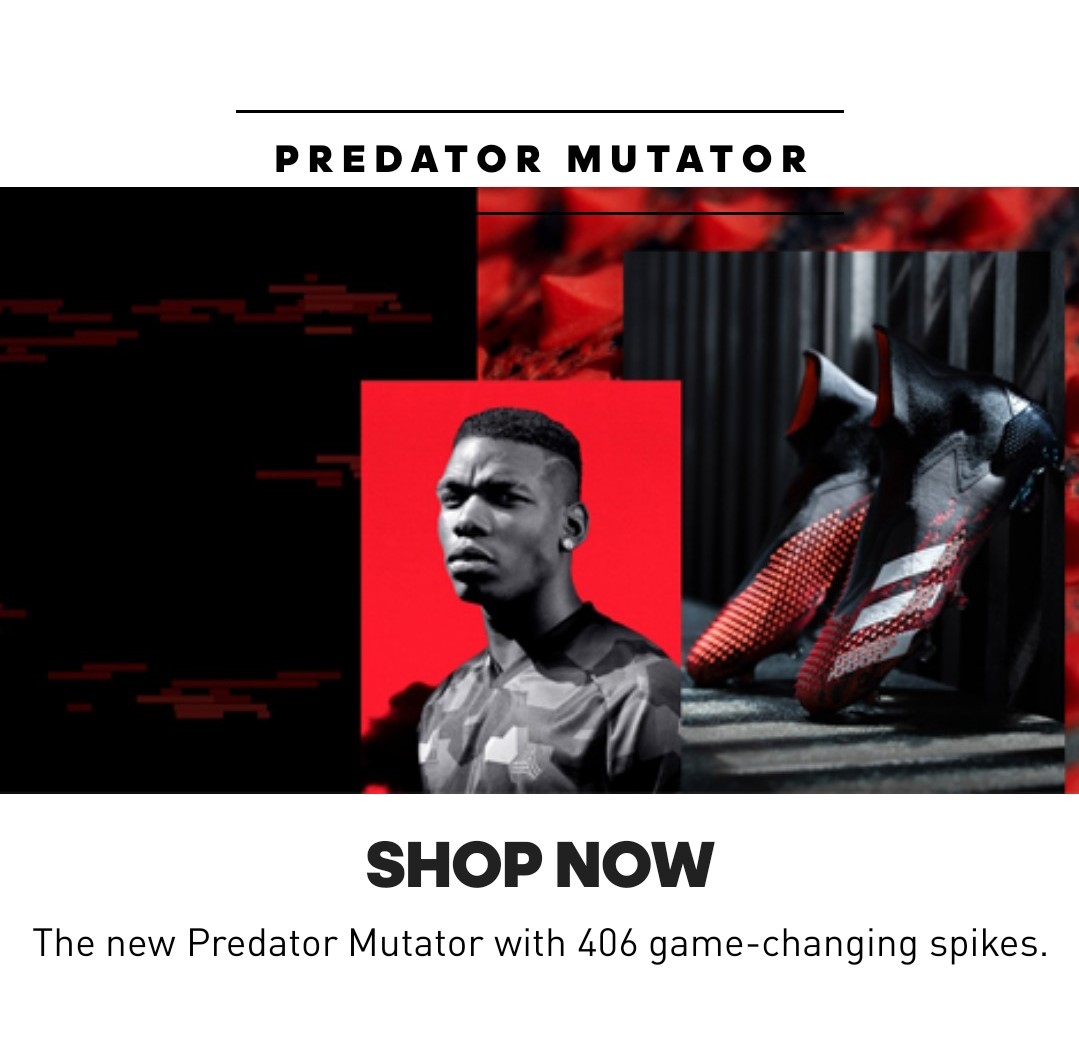 PREDATOR MUTATOR
SHOP NOW
The new Predator Mutator with 406 game-changing spikes.